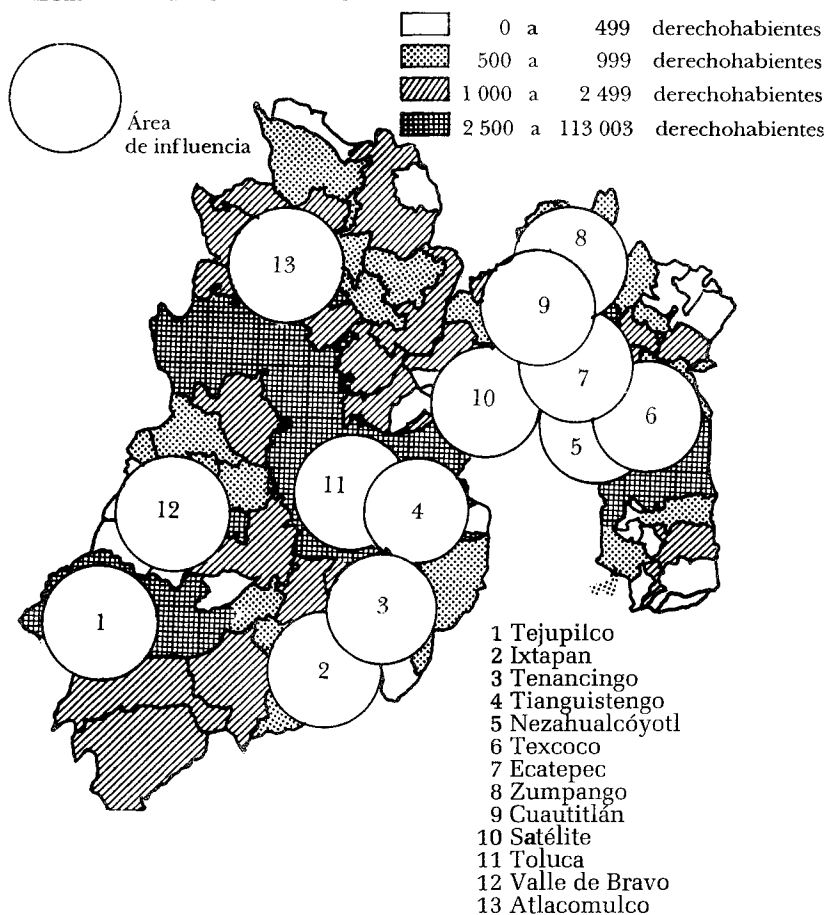 0 a 499 derechohabientes
500 a 999 derechohabientes
1 000 a 2 499 derechohabientes
2 500 a 113 003 derechohabientes
Área
de influencia
8
13
9
7
10
6
5
11
4
12
3
1
2
1 Tejupilco
2 Ixtapan
3 Tenancingo
4 Tianguistengo
5 Nezahualcóyotl
6 Texcoco
7 Ecatepec
8 Zumpango
9 Cuautitlán
10 Satélite
11 Toluca
12 Valle de Bravo
13 Atlacomulco